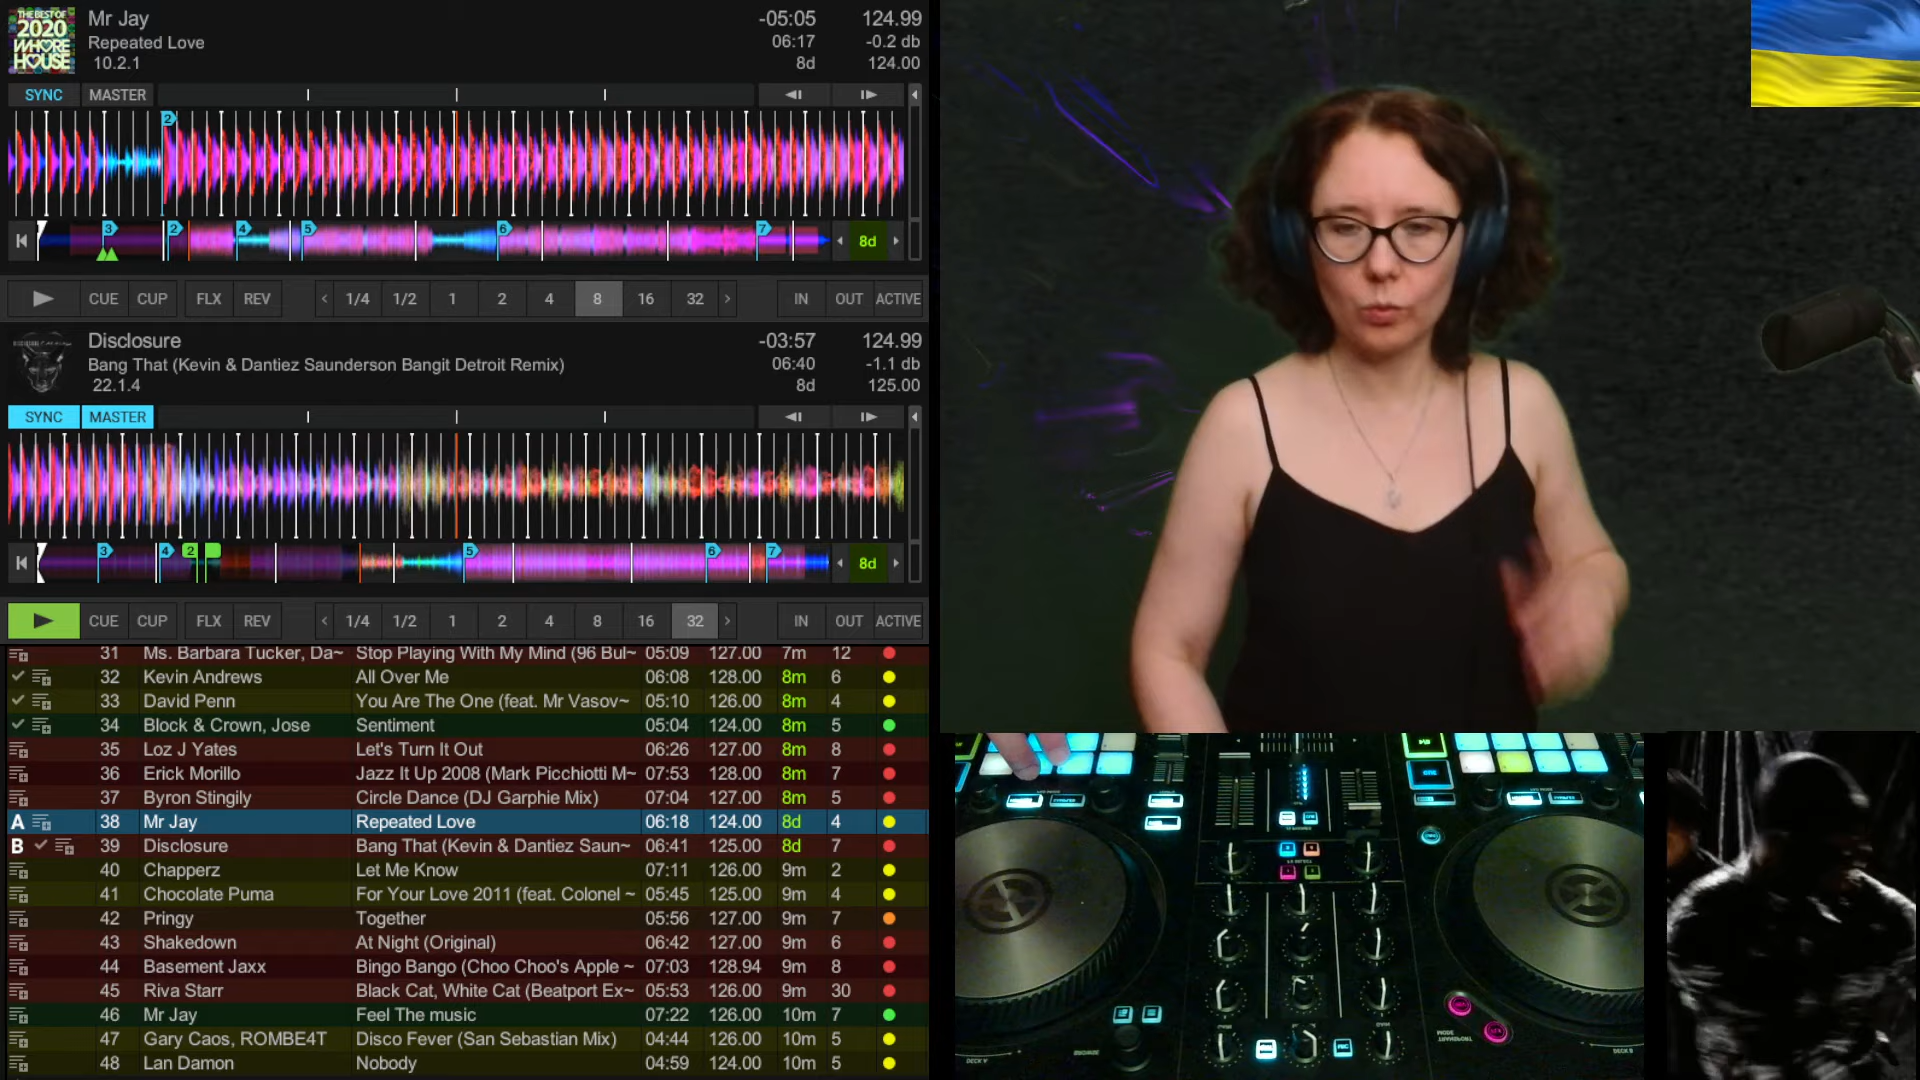 THE BEST OF
2020
WHORE
HOUSE
Mr Jay
-05:05
124.99
Repeated Love
06:17
-0.2 db
10.2.1
8d
124.00
SYNC
MASTER
2
3
2
4
5
6
7
8d
CUE
CUP
FLX
REV
1/4
1/2
1
2
4
8
16
32
IN
OUT
ACTIVE
Disclosure
-03:57
124.99
Bang That (Kevin & Dantiez Saunderson Bangit Detroit Remix)
06:40
-1.1 db
22.1.4
8d
125.00
SYNC
MASTER
3
4
2
5
6
7
8d
CUE
CUP
FLX
REV
1/4
1/2
1
2
4
8
16
32
IN
OUT
ACTIVE
31 Ms. Barbara Tucker, Da~ Stop Playing With My Mind (96 Bul~ 05:09 127.00 7m 12
32 Kevin Andrews All Over Me 06:08 128.00 8m 6
33 David Penn You Are The One (feat. Mr Vasov~ 05:10 126.00 8m 4
34 Block & Crown, Jose Sentiment 05:04 124.00 8m 5
35 Loz J Yates Let's Turn It Out 06:26 127.00 8m 8
36 Erick Morillo Jazz It Up 2008 (Mark Picchiotti M~ 07:53 128.00 8m 7
37 Byron Stingily Circle Dance (DJ Garphie Mix) 07:04 127.00 8m 5
A 38 Mr Jay Repeated Love 06:18 124.00 8d 4
B 39 Disclosure Bang That (Kevin & Dantiez Saun~ 06:41 125.00 8d 7
40 Chapperz Let Me Know 07:11 126.00 9m 2
41 Chocolate Puma For Your Love 2011 (feat. Colonel ~ 05:45 125.00 9m 4
42 Pringy Together 05:56 127.00 9m 7
43 Shakedown At Night (Original) 06:42 127.00 9m 6
44 Basement Jaxx Bingo Bango (Choo Choo's Apple ~ 07:03 128.94 9m 8
45 Riva Starr Black Cat, White Cat (Beatport Ex~ 05:53 126.00 9m 30
46 Mr Jay Feel The music 07:22 126.00 10m 7
47 Gary Caos, ROMBE4T Disco Fever (San Sebastian Mix) 04:44 126.00 10m 5
48 Lan Damon Nobody 04:59 124.00 10m 5